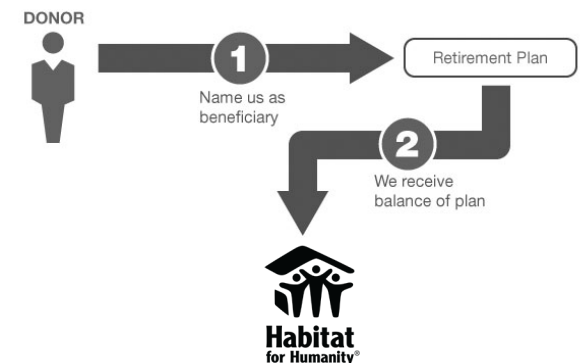 DONOR
1
Retirement Plan
Name us as
beneficiary
2
We receive
balance of plan
Habitat
for Humanity®